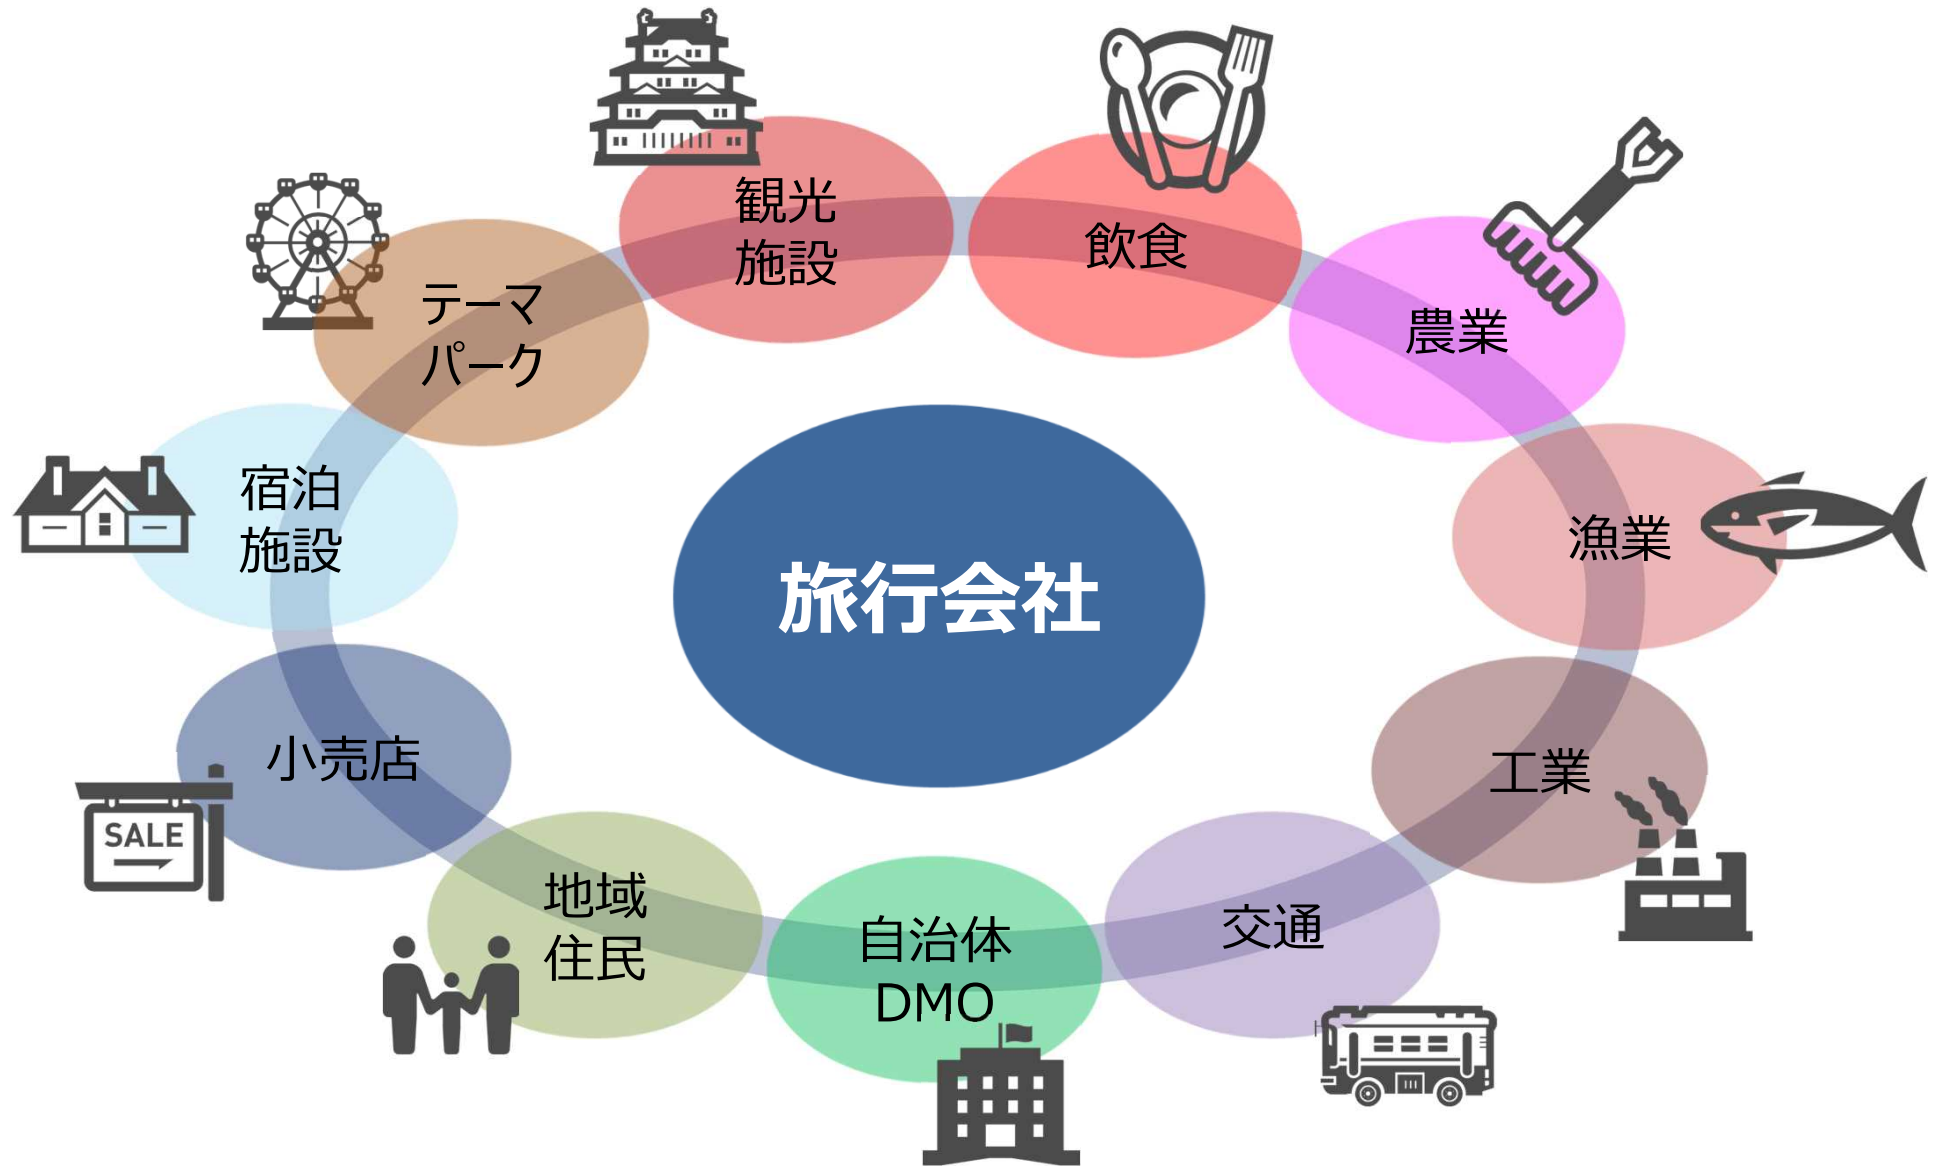 観光
施設
飲食
農業
テーマ
パーク
漁業
宿泊
施設
旅行会社
工業
小売店
SALE
地域
住民
自治体
DMO
交通